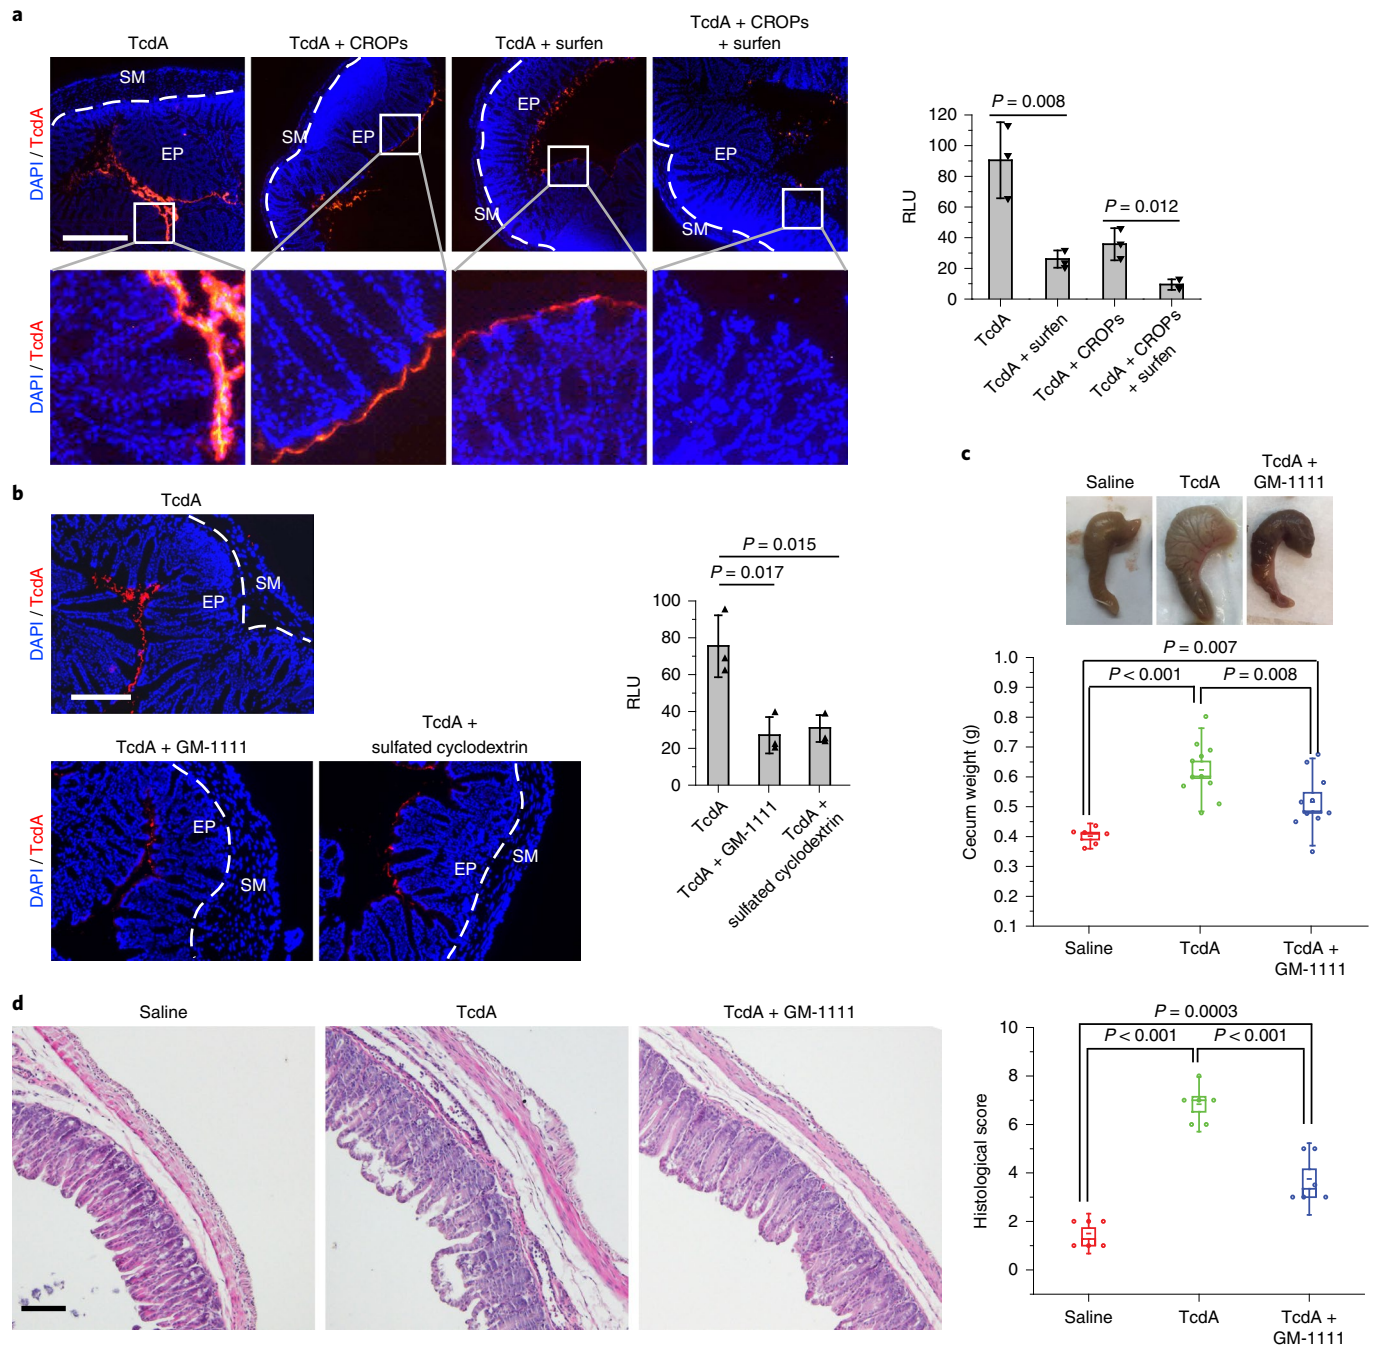 a
TcdA
TcdA + CROPs
TcdA + surfen
TcdA + CROPs
+ surfen
DAPI / TcdA
SM
EP
SM
EP
EP
SM
EP
SM
DAPI / TcdA
P = 0.008
P = 0.012
RLU
120
100
80
60
40
20
0
TcdA
TcdA + surfen
TcdA + CROPs
TcdA + CROPs
+ surfen
b
TcdA
DAPI / TcdA
EP
SM
TcdA + GM-1111
TcdA +
sulfated cyclodextrin
DAPI / TcdA
EP
SM
EP
SM
P = 0.015
P = 0.017
RLU
100
80
60
40
20
0
TcdA
TcdA + GM-1111
TcdA +
sulfated cyclodextrin
c
Saline
TcdA
TcdA +
GM-1111
P = 0.007
P < 0.001
P = 0.008
Cecum weight (g)
1.0
0.9
0.8
0.7
0.6
0.5
0.4
0.3
0.2
0.1
Saline
TcdA
TcdA +
GM-1111
d
Saline
TcdA
TcdA + GM-1111
P = 0.0003
P < 0.001
P < 0.001
Histological score
10
8
6
4
2
0
Saline
TcdA
TcdA +
GM-1111